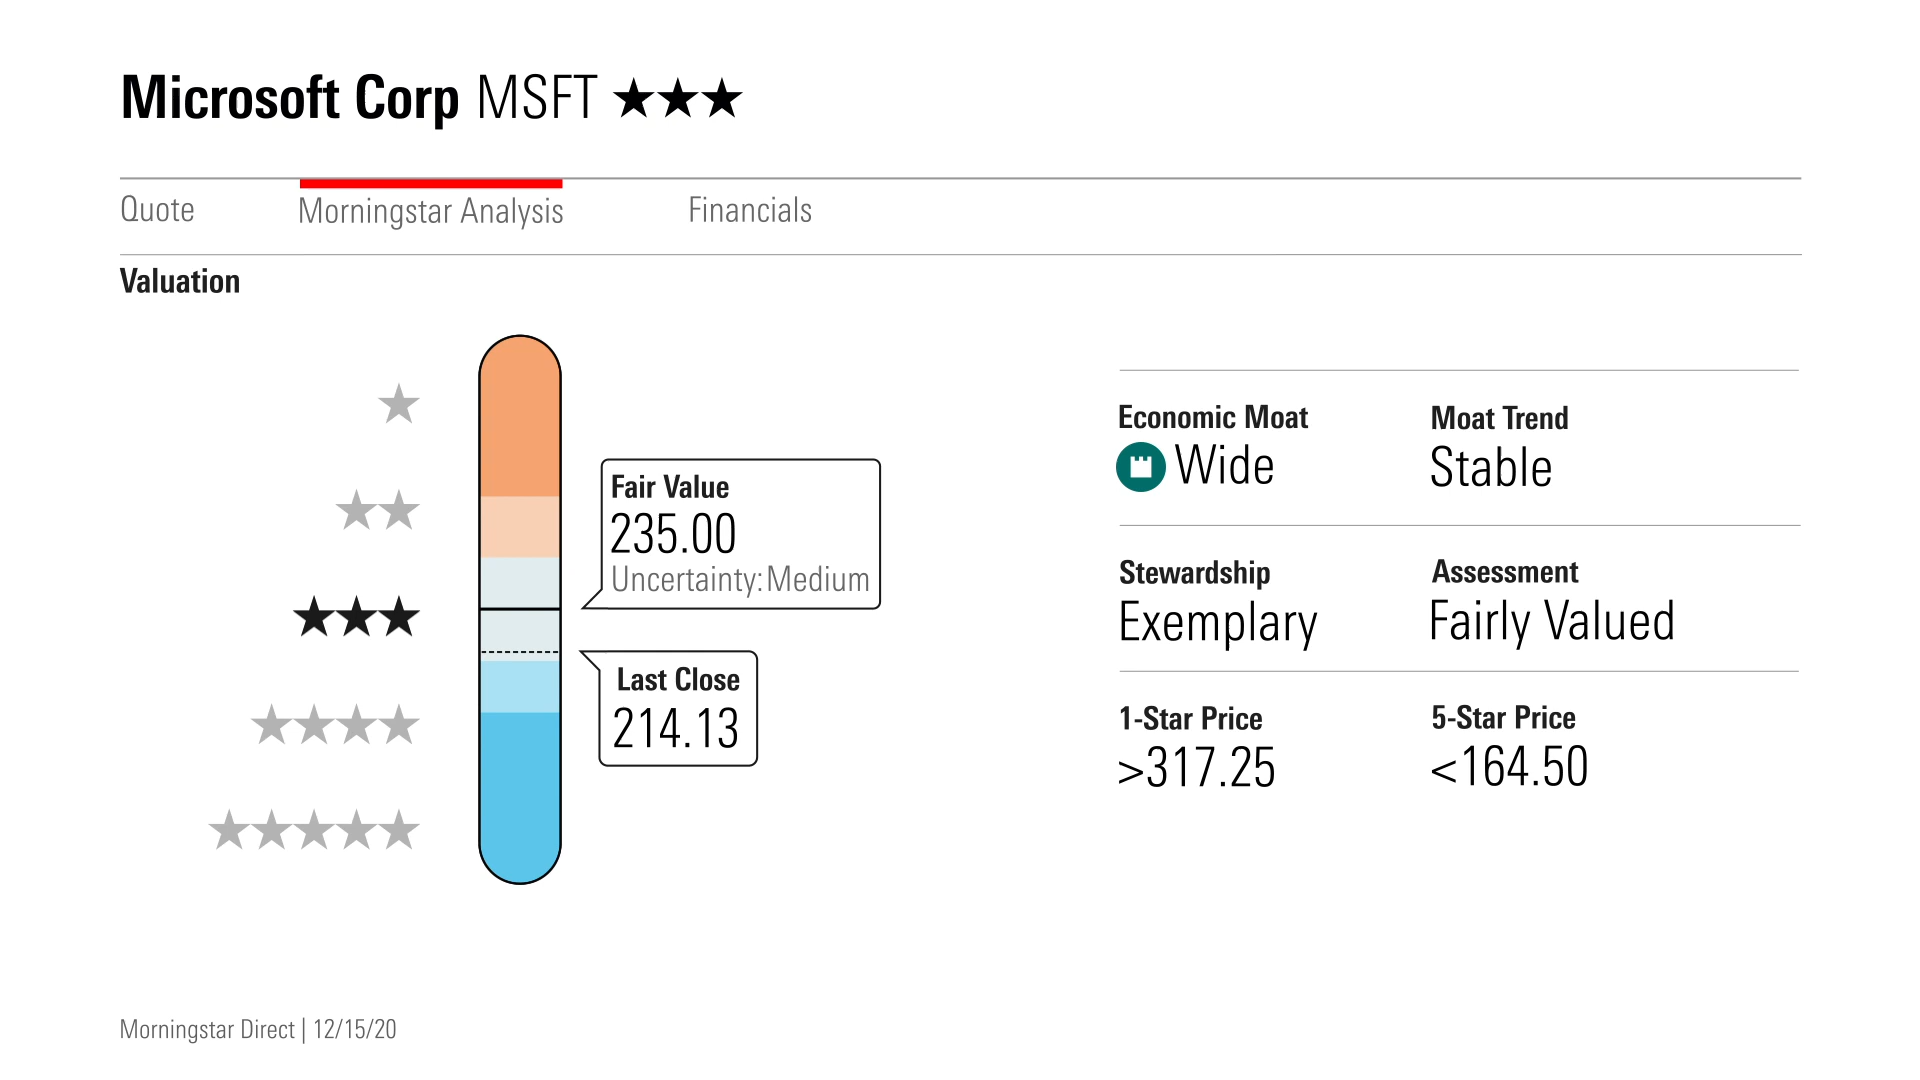 Microsoft Corp MSFT ★★★
Quote Morningstar Analysis Financials
Valuation
★
★★
★★★
★★★★
★★★★★
Fair Value
235.00
Uncertainty: Medium
Last Close
214.13
Economic Moat
Wide
Moat Trend
Stable
Stewardship
Exemplary
Assessment
Fairly Valued
1-Star Price
>317.25
5-Star Price
<164.50
Morningstar Direct | 12/15/20